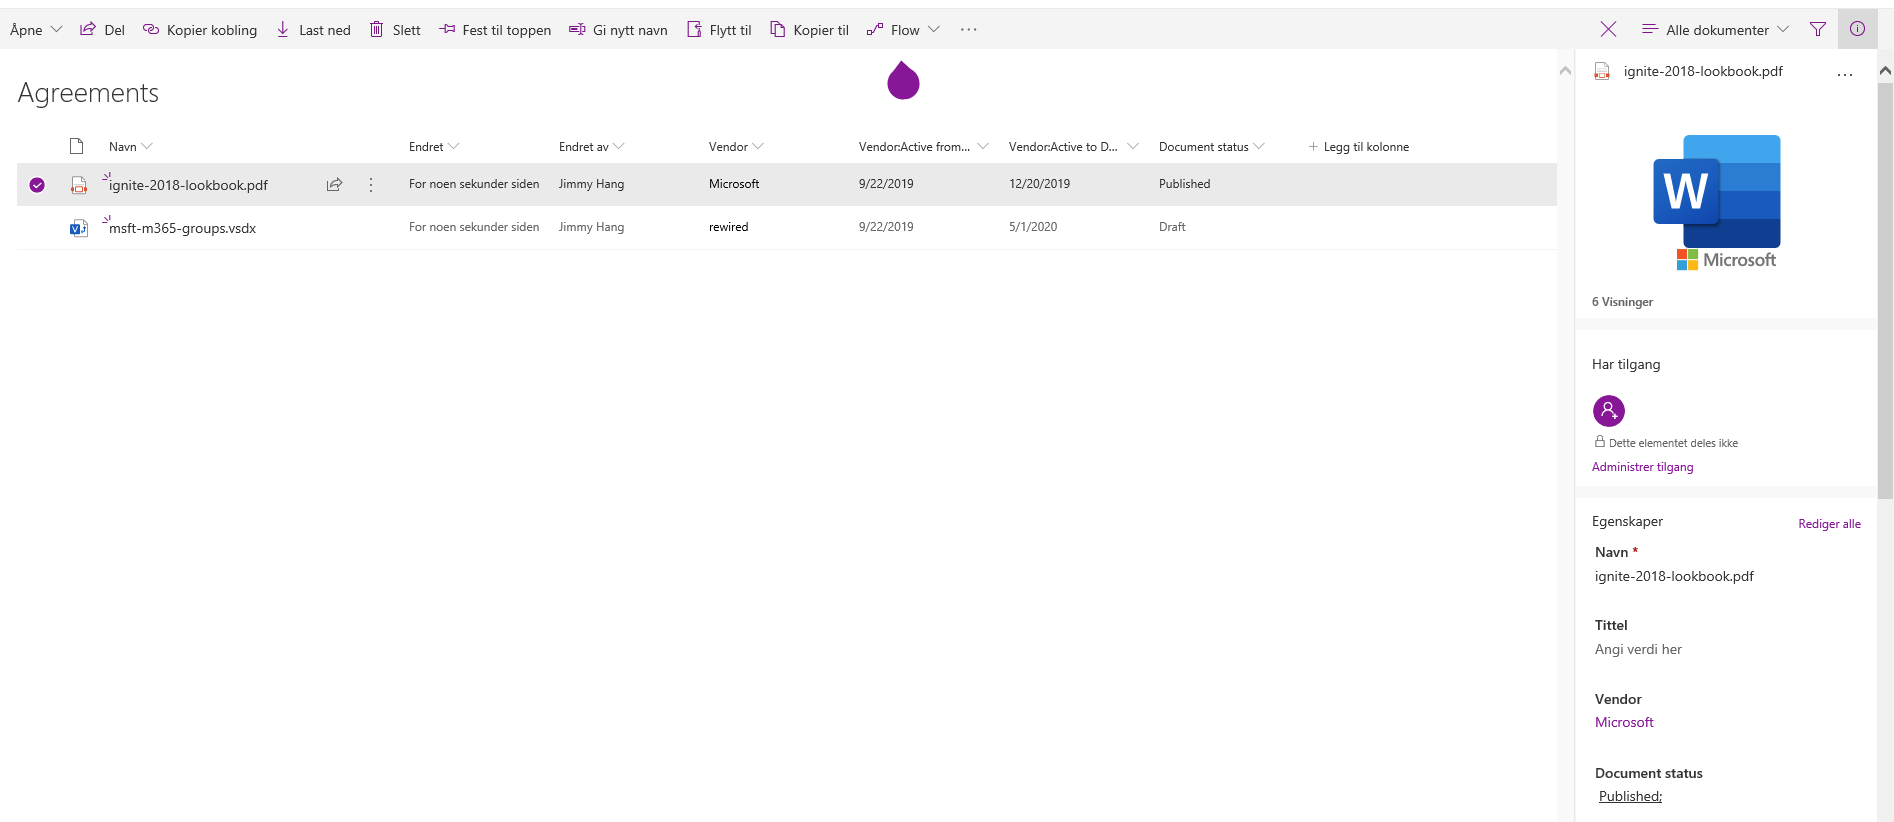 Åpne Del Kopier kobling Last ned Slett Fest til toppen Gi nytt navn Flytt til Kopier til Flow ... Alle dokumenter
Agreements
Navn Endret Endret av Vendor Vendor:Active from... Vendor:Active to D... Document status + Legg til kolonne
ignite-2018-lookbook.pdf For noen sekunder siden Jimmy Hang Microsoft 9/22/2019 12/20/2019 Published
msft-m365-groups.vsdx For noen sekunder siden Jimmy Hang rewired 9/22/2019 5/1/2020 Draft
ignite-2018-lookbook.pdf ...
W
Microsoft
6 Visninger
Har tilgang
Dette elementet deles ikke
Administrer tilgang
Egenskaper Rediger alle
Navn *
ignite-2018-lookbook.pdf
Tittel
Angi verdi her
Vendor
Microsoft
Document status
Published;